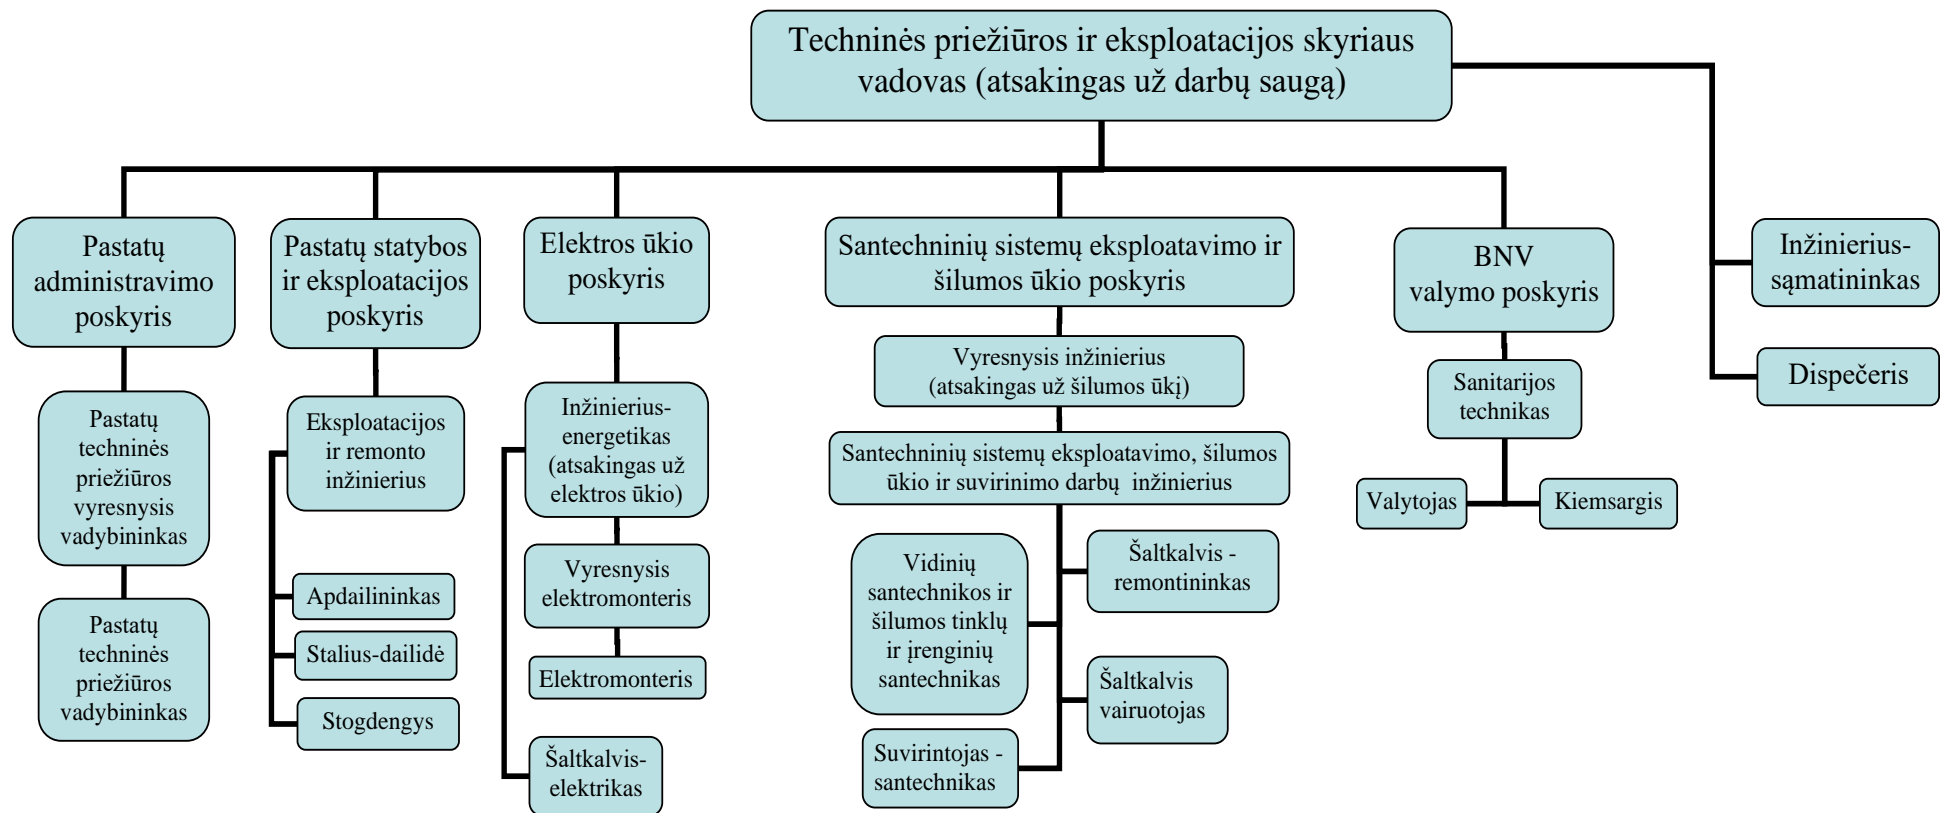 Techninės priežiūros ir eksploatacijos skyriaus
vadovas (atsakingas už darbų saugą)
Pastatų
administravimo
poskyris
Pastatų techninės
priežiūros
vyresnysis
vadybininkas
Pastatų
techninės
priežiūros
vadybininkas
Pastatų statybos
ir eksploatacijos
poskyris
Eksploatacijos
ir remonto
inžinierius
Apdailininkas
Stalius-dailidė
Stogdengys
Elektros ūkio
poskyris
Inžinierius-
energetikas
(atsakingas už
elektros ūkio)
Vyresnysis
elektromonteris
Elektromonteris
Šaltkalvis-
elektrikas
Santechninių sistemų eksploatavimo ir
šilumos ūkio poskyris
Vyresnysis inžinierius
(atsakingas už šilumos ūkį)
Santechninių sistemų eksploatavimo, šilumos
ūkio ir suvirinimo darbų inžinierius
Vidinių
santechnikos ir
šilumos tinklų
ir įrenginių
santechnikas
Šaltkalvis -
remontininkas
Šaltkalvis
vairuotojas
Suvirintojas -
santechnikas
BNV
valymo poskyris
Sanitarijos
technikas
Valytojas
Kiemsargis
Inžinierius-
sąmatininkas
Dispečeris